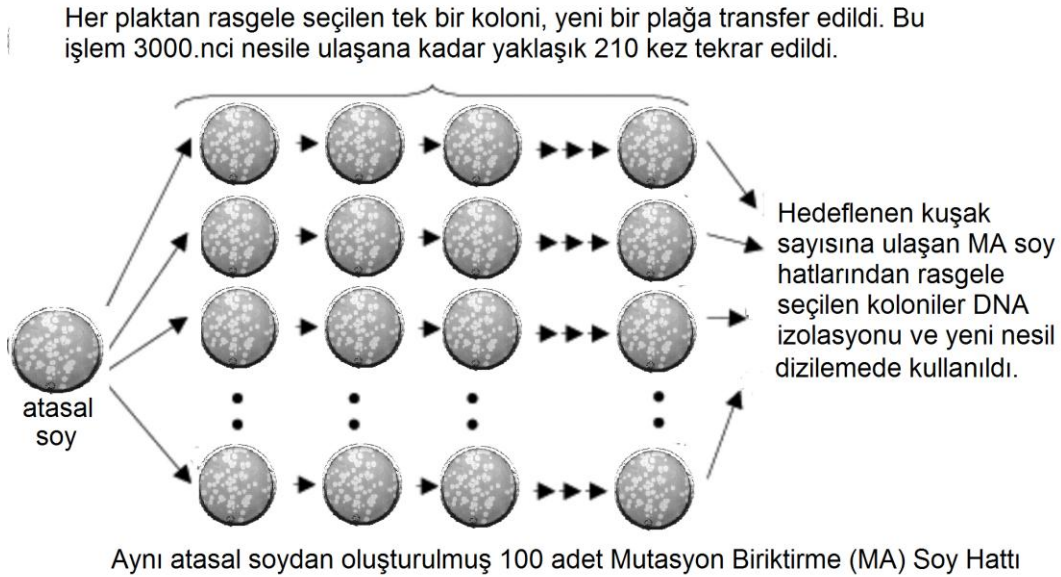 Her plaktan rasgele seçilen tek bir koloni, yeni bir plağa transfer edildi. Bu
işlem 3000.nci nesile ulaşana kadar yaklaşık 210 kez tekrar edildi.
atasal
soy
Hedeflenen kuşak
sayısına ulaşan MA soy
hatlarından rasgele
seçilen koloniler DNA
izolasyonu ve yeni nesil
dizilemede kullanıldı.
Aynı atasal soydan oluşturulmuş 100 adet Mutasyon Biriktirme (MA) Soy Hattı